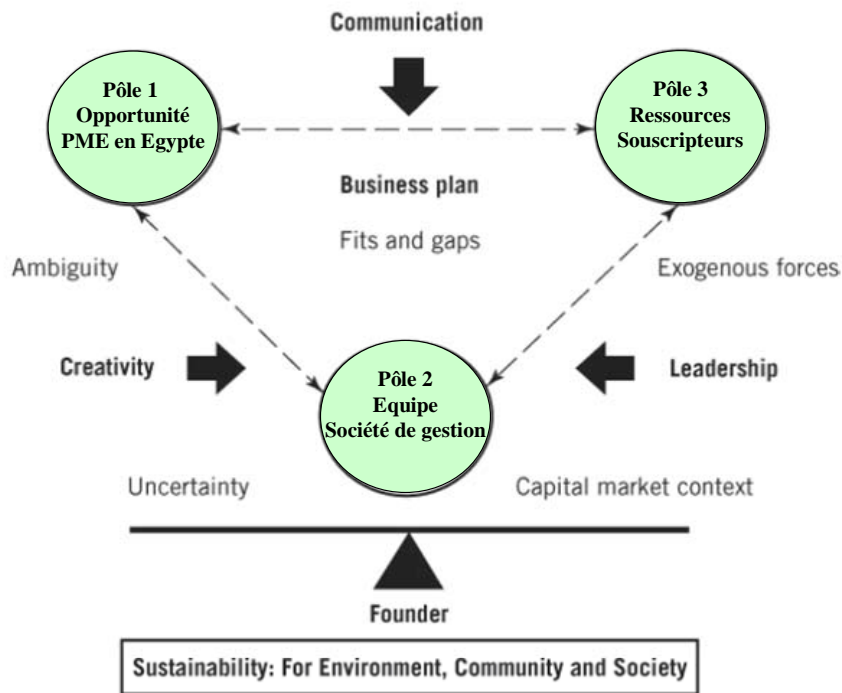 Communication
Pôle 1
Opportunité
PME en Egypte
Pôle 3
Ressources
Souscripteurs
Business plan
Fits and gaps
Ambiguity
Exogenous forces
Creativity
Leadership
Pôle 2
Equipe
Société de gestion
Uncertainty
Capital market context
Founder
Sustainability: For Environment, Community and Society